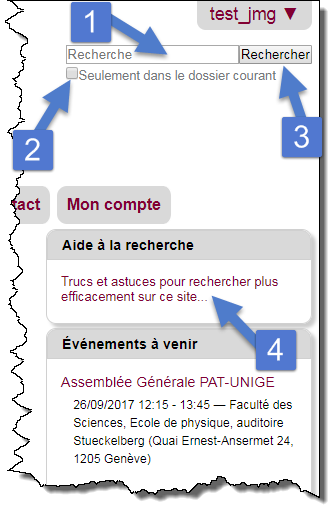 test_jmg ▼
1
Recherche Rechercher
Seulement dans le dossier courant
2
3
tact Mon compte
Aide à la recherche
Trucs et astuces pour rechercher plus
efficacement sur ce site...
4
Événements à venir
Assemblée Générale PAT-UNIGE
26/09/2017 12:15 - 13:45 — Faculté des
Sciences, Ecole de physique, auditoire
Stueckelberg (Quai Ernest-Ansermet 24,
1205 Genève)